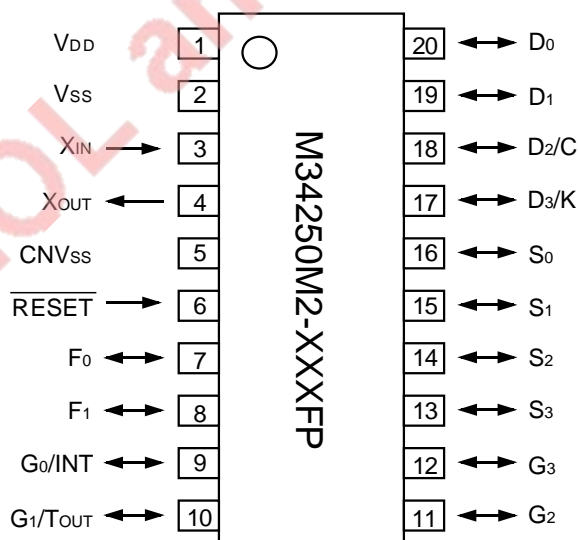 VDD 1 20 D0
VSS 2 19 D1
XIN 3 18 D2/C
XOUT 4 17 D3/K
CNVSS 5 16 S0
RESET 6 15 S1
F0 7 14 S2
F1 8 13 S3
G0/INT 9 12 G3
G1/TOUT 10 11 G2
M34250M2-XXXFP